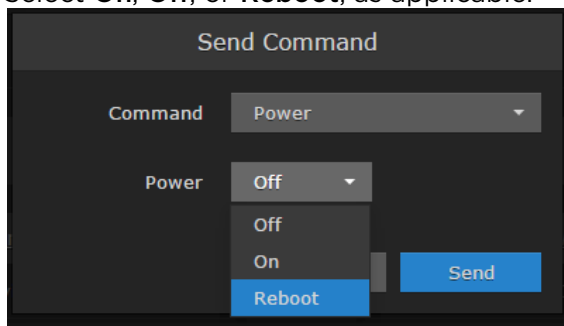 Select On, Off, or Reboot, as applicable.
Send Command
Command Power
Power Off
Off
On
Send
Reboot